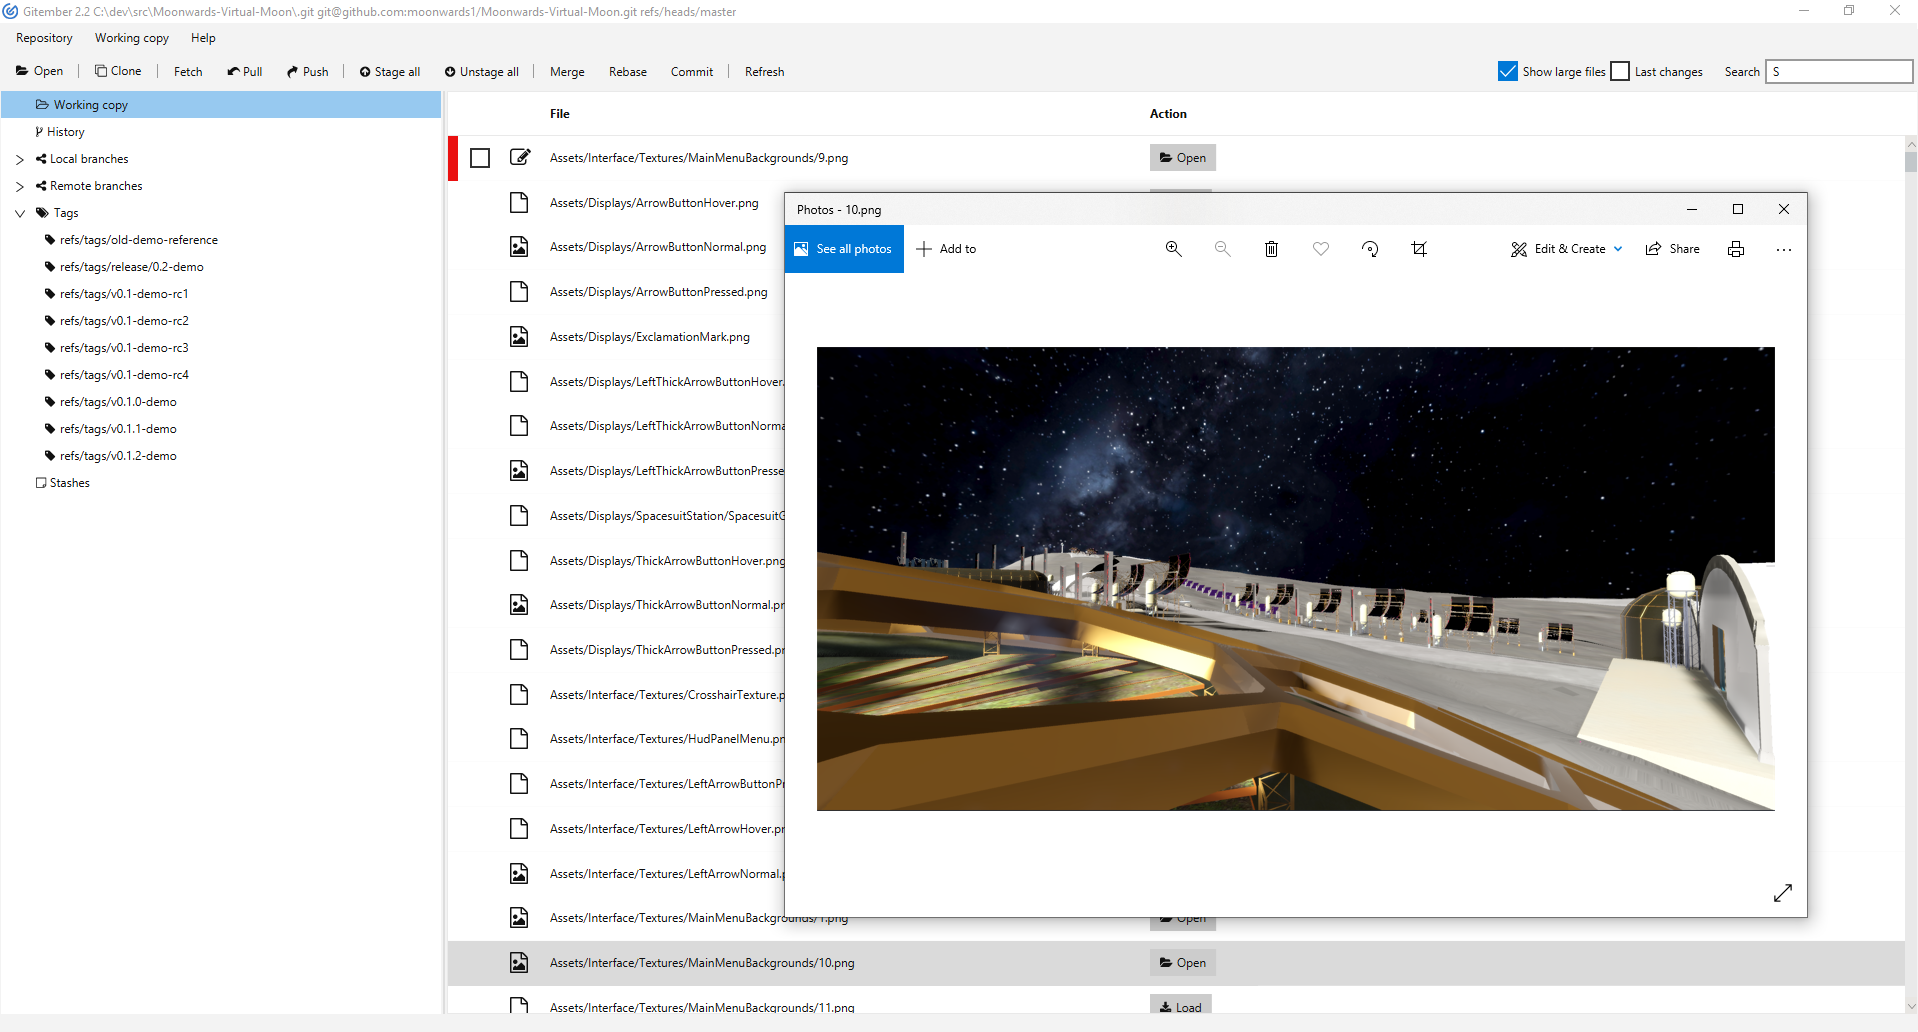 Gitember 2.2 C:\dev\src\Moonwards-Virtual-Moon\.git git@github.com:moonwards1/Moonwards-Virtual-Moon.git refs/heads/master
Repository Working copy Help
Open Clone Fetch Pull Push Stage all Unstage all Merge Rebase Commit Refresh Show large files Last changes Search S
Working copy
History
Local branches
Remote branches
Tags
refs/tags/old-demo-reference
refs/tags/release/0.2-demo
refs/tags/v0.1-demo-rc1
refs/tags/v0.1-demo-rc2
refs/tags/v0.1-demo-rc3
refs/tags/v0.1-demo-rc4
refs/tags/v0.1.0-demo
refs/tags/v0.1.1-demo
refs/tags/v0.1.2-demo
Stashes
File Action
Assets/Interface/Textures/MainMenuBackgrounds/9.png Open
Assets/Displays/ArrowButtonHover.png
Assets/Displays/ArrowButtonNormal.png
Assets/Displays/ArrowButtonPressed.png
Assets/Displays/ExclamationMark.png
Assets/Displays/LeftThickArrowButtonHover.
Assets/Displays/LeftThickArrowButtonNorma
Assets/Displays/LeftThickArrowButtonPresse
Assets/Displays/SpacesuitStation/SpacesuitG
Assets/Displays/ThickArrowButtonHover.png
Assets/Displays/ThickArrowButtonNormal.pr
Assets/Displays/ThickArrowButtonPressed.pr
Assets/Interface/Textures/CrosshairTexture.p
Assets/Interface/Textures/HudPanelMenu.pn
Assets/Interface/Textures/LeftArrowButtonPr
Assets/Interface/Textures/LeftArrowHover.pr
Assets/Interface/Textures/LeftArrowNormal.p
Assets/Interface/Textures/MainMenuBackgrounds/1.png Open
Assets/Interface/Textures/MainMenuBackgrounds/10.png Open
Assets/Interface/Textures/MainMenuBackgrounds/11.png Load
Photos - 10.png
See all photos Add to Edit & Create Share